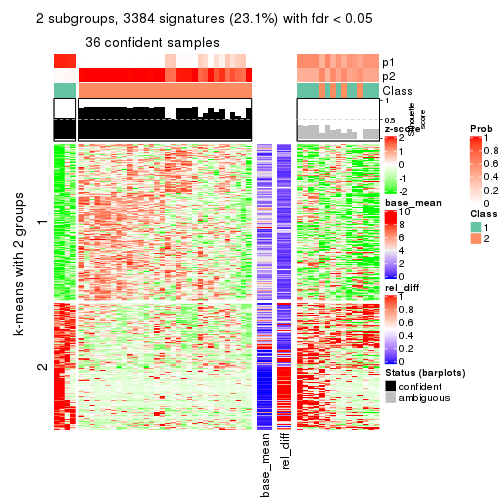 2 subgroups, 3384 signatures (23.1%) with fdr < 0.05
36 confident samples
p1
p2
Class
1
0.5
0
Silhouette
score
k-means with 2 groups
1
2
base_mean
rel_diff
z-score
2
1
0
-1
-2
base_mean
10
8
6
4
2
0
rel_diff
1
0.8
0.6
0.4
0.2
0
Status (barplots)
confident
ambiguous
Prob
1
0.8
0.6
0.4
0.2
0
Class
1
2